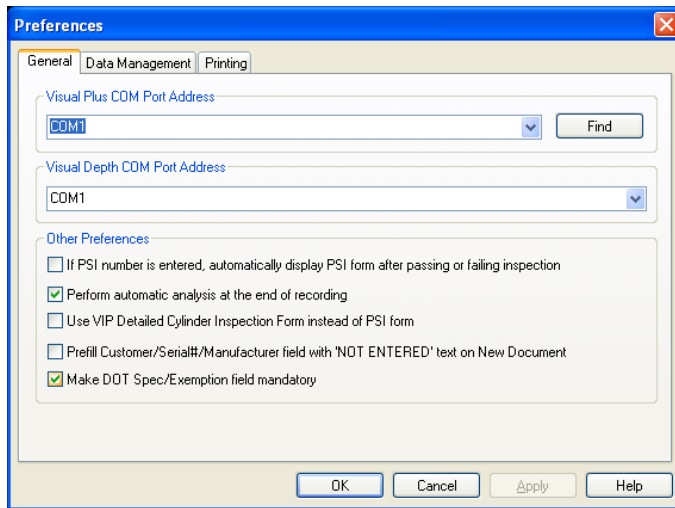 Preferences
General Data Management Printing
Visual Plus COM Port Address
COM1 Find
Visual Depth COM Port Address
COM1
Other Preferences
If PSI number is entered, automatically display PSI form after passing or failing inspection
Perform automatic analysis at the end of recording
Use VIP Detailed Cylinder Inspection Form instead of PSI form
Prefill Customer/Serial#/Manufacturer field with 'NOT ENTERED' text on New Document
Make DOT Spec/Exemption field mandatory
OK Cancel Apply Help